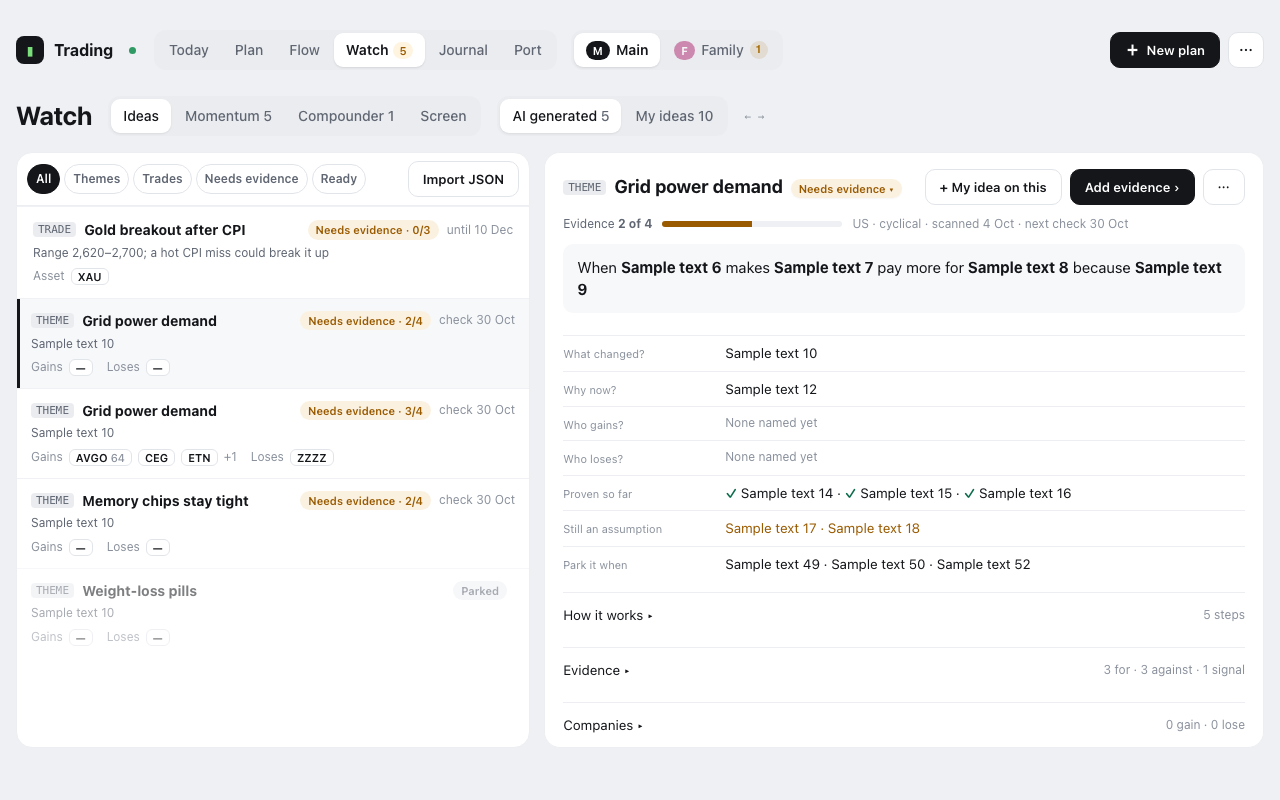 Trading
Today Plan Flow Watch 5 Journal Port
M Main F Family 1
+ New plan ···
Watch
Ideas Momentum 5 Compounder 1 Screen
AI generated 5 My ideas 10
← →
All Themes Trades Needs evidence Ready Import JSON
TRADE Gold breakout after CPI Needs evidence · 0/3 until 10 Dec
Range 2,620–2,700; a hot CPI miss could break it up
Asset XAU
THEME Grid power demand Needs evidence · 2/4 check 30 Oct
Sample text 10
Gains — Loses —
THEME Grid power demand Needs evidence · 3/4 check 30 Oct
Sample text 10
Gains AVGO 64 CEG ETN +1 Loses ZZZZ
THEME Memory chips stay tight Needs evidence · 2/4 check 30 Oct
Sample text 10
Gains — Loses —
THEME Weight-loss pills Parked
Sample text 10
Gains — Loses —
THEME Grid power demand Needs evidence ▾ + My idea on this Add evidence › ···
Evidence 2 of 4 US · cyclical · scanned 4 Oct · next check 30 Oct
When Sample text 6 makes Sample text 7 pay more for Sample text 8 because Sample text
9
What changed? Sample text 10
Why now? Sample text 12
Who gains? None named yet
Who loses? None named yet
Proven so far ✓ Sample text 14 · ✓ Sample text 15 · ✓ Sample text 16
Still an assumption Sample text 17 · Sample text 18
Park it when Sample text 49 · Sample text 50 · Sample text 52
How it works ▸ 5 steps
Evidence ▸ 3 for · 3 against · 1 signal
Companies ▸ 0 gain · 0 lose